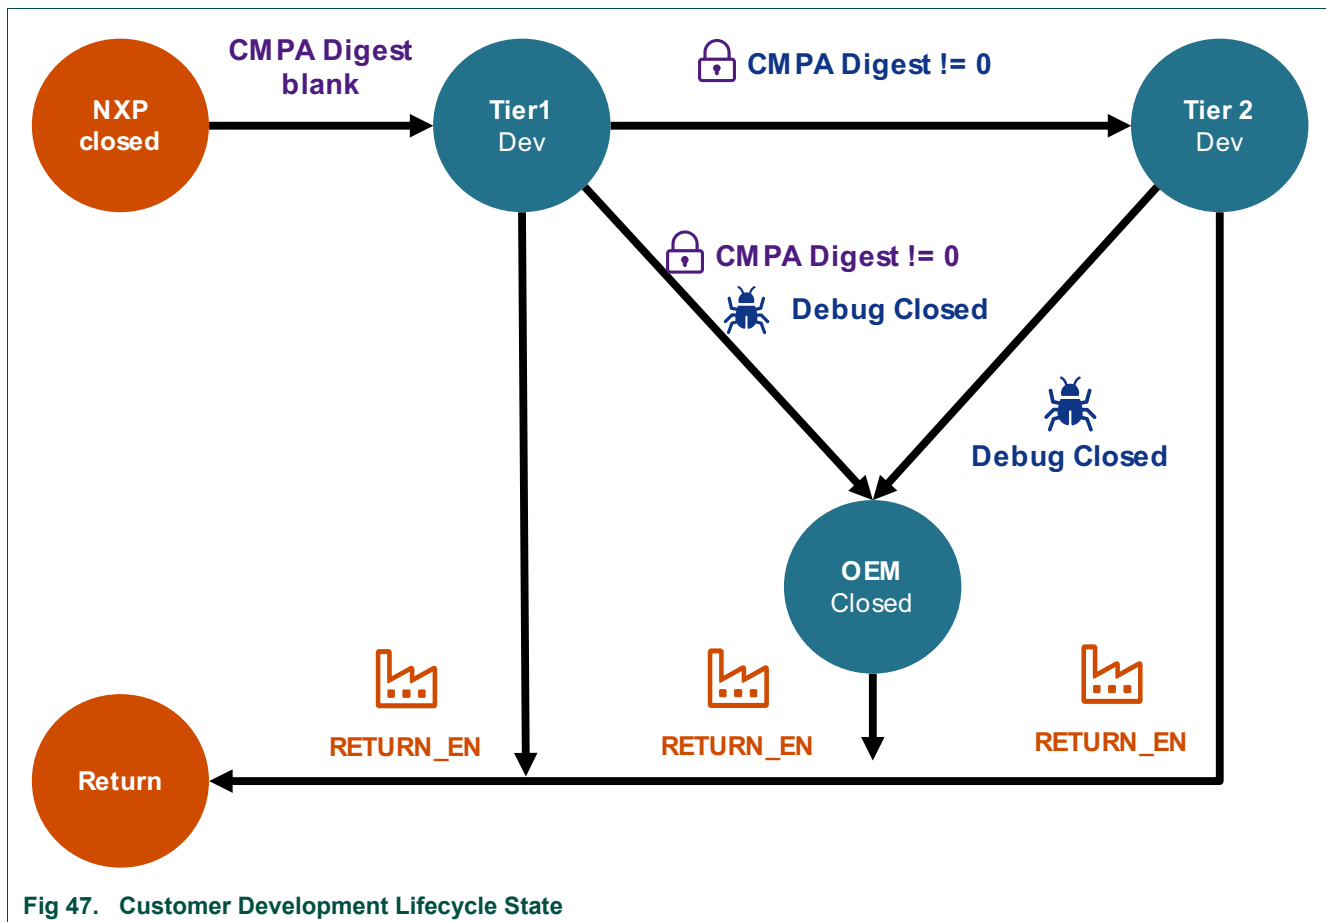 CMPA Digest
blank
CMPA Digest != 0
NXP
closed
Tier1
Dev
Tier 2
Dev
CMPA Digest != 0
Debug Closed
Debug Closed
OEM
Closed
RETURN_EN
RETURN_EN
RETURN_EN
Return
Fig 47. Customer Development Lifecycle State